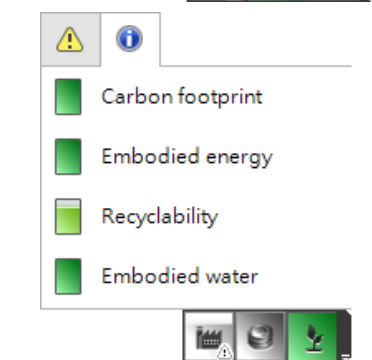 Carbon footprint
Embodied energy
Recyclability
Embodied water